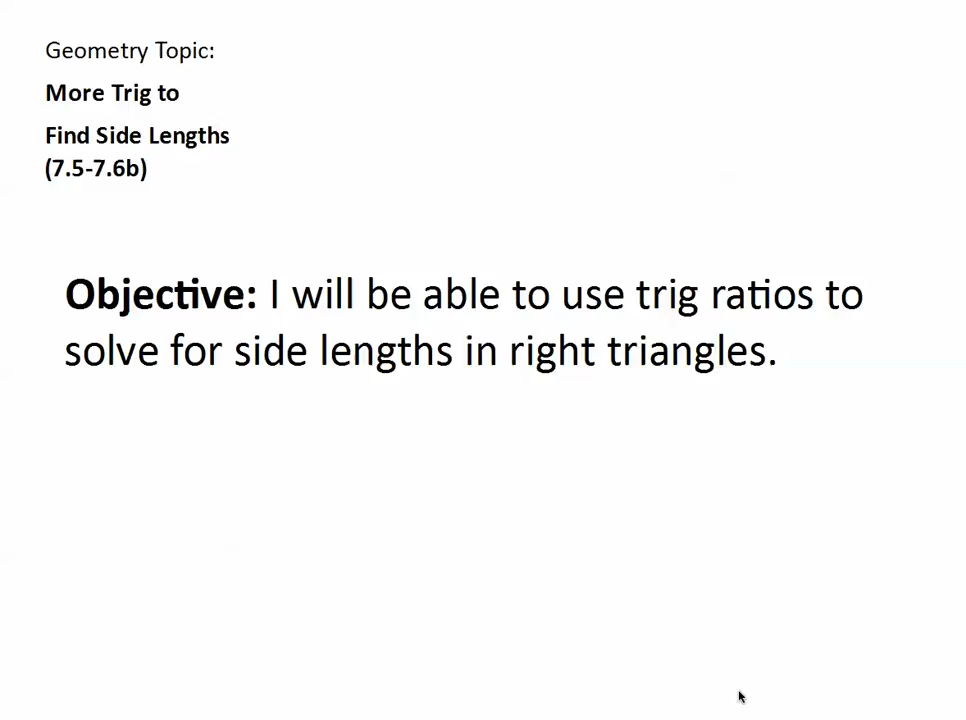 Geometry Topic:
More Trig to
Find Side Lengths
(7.5-7.6b)
Objective: I will be able to use trig ratios to
solve for side lengths in right triangles.